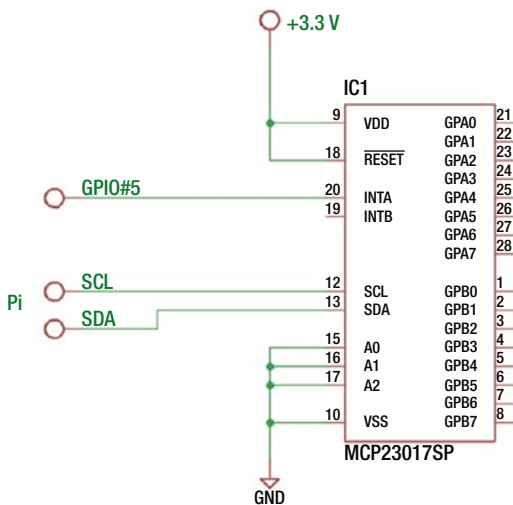 +3.3 V
IC1
9 VDD GPA0 21
GPA1 22
18 RESET GPA2 23
GPA3 24
GPIO#5 20 INTA GPA4 25
19 INTB GPA5 26
GPA6 27
GPA7 28
Pi
SCL 12 SCL GPB0 1
SDA 13 SDA GPB1 2
GPB2 3
15 A0 GPB3 4
16 A1 GPB4 5
17 A2 GPB5 6
GPB6 7
10 VSS GPB7 8
MCP23017SP
GND